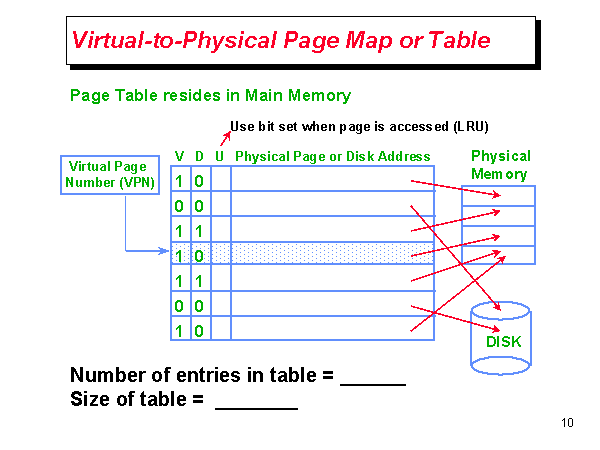 Virtual-to-Physical Page Map or Table
Page Table resides in Main Memory
Use bit set when page is accessed (LRU)
Virtual Page
Number (VPN)
V D U Physical Page or Disk Address
Physical
Memory
1 0
0 0
1 1
1 0
1 1
0 0
1 0
DISK
Number of entries in table = ______
Size of table = _______
10